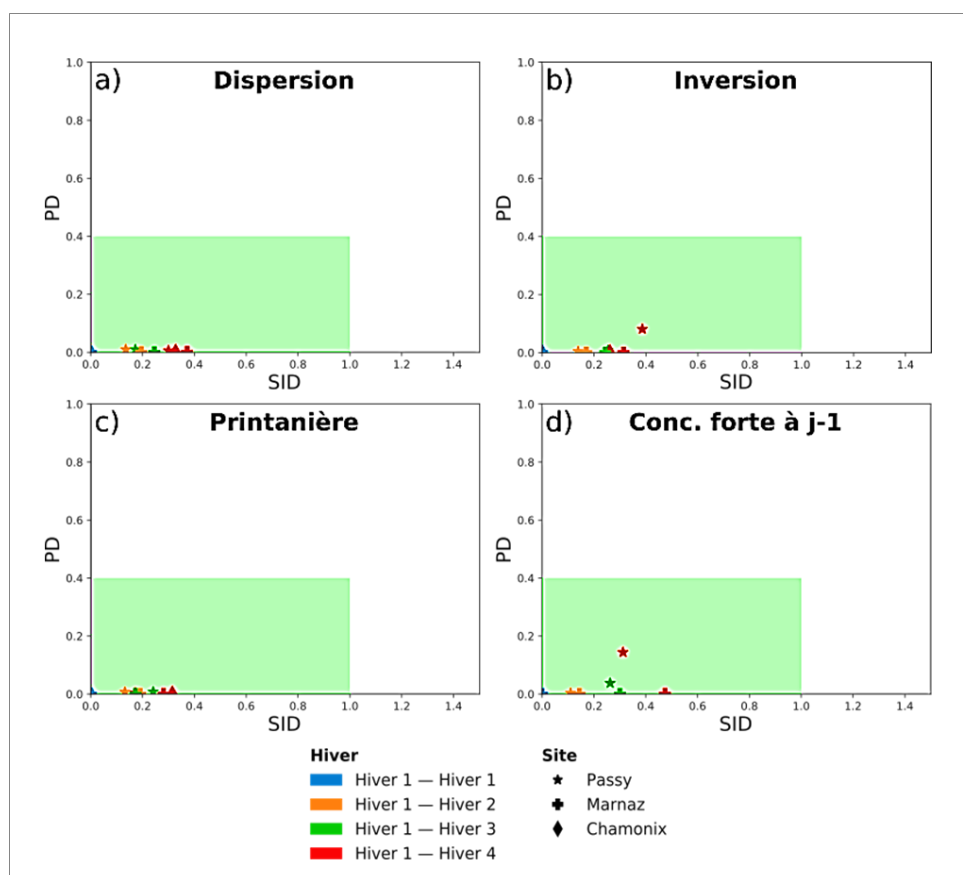 a) Dispersion
1.0
0.8
0.6
0.4
0.2
0.0
PD
0.0 0.2 0.4 0.6 0.8 1.0 1.2 1.4
SID
b) Inversion
1.0
0.8
0.6
0.4
0.2
0.0
PD
0.0 0.2 0.4 0.6 0.8 1.0 1.2 1.4
SID
c) Printanière
1.0
0.8
0.6
0.4
0.2
0.0
PD
0.0 0.2 0.4 0.6 0.8 1.0 1.2 1.4
SID
d) Conc. forte à j-1
1.0
0.8
0.6
0.4
0.2
0.0
PD
0.0 0.2 0.4 0.6 0.8 1.0 1.2 1.4
SID
Hiver
Hiver 1 — Hiver 1
Hiver 1 — Hiver 2
Hiver 1 — Hiver 3
Hiver 1 — Hiver 4
Site
Passy
Marnaz
Chamonix